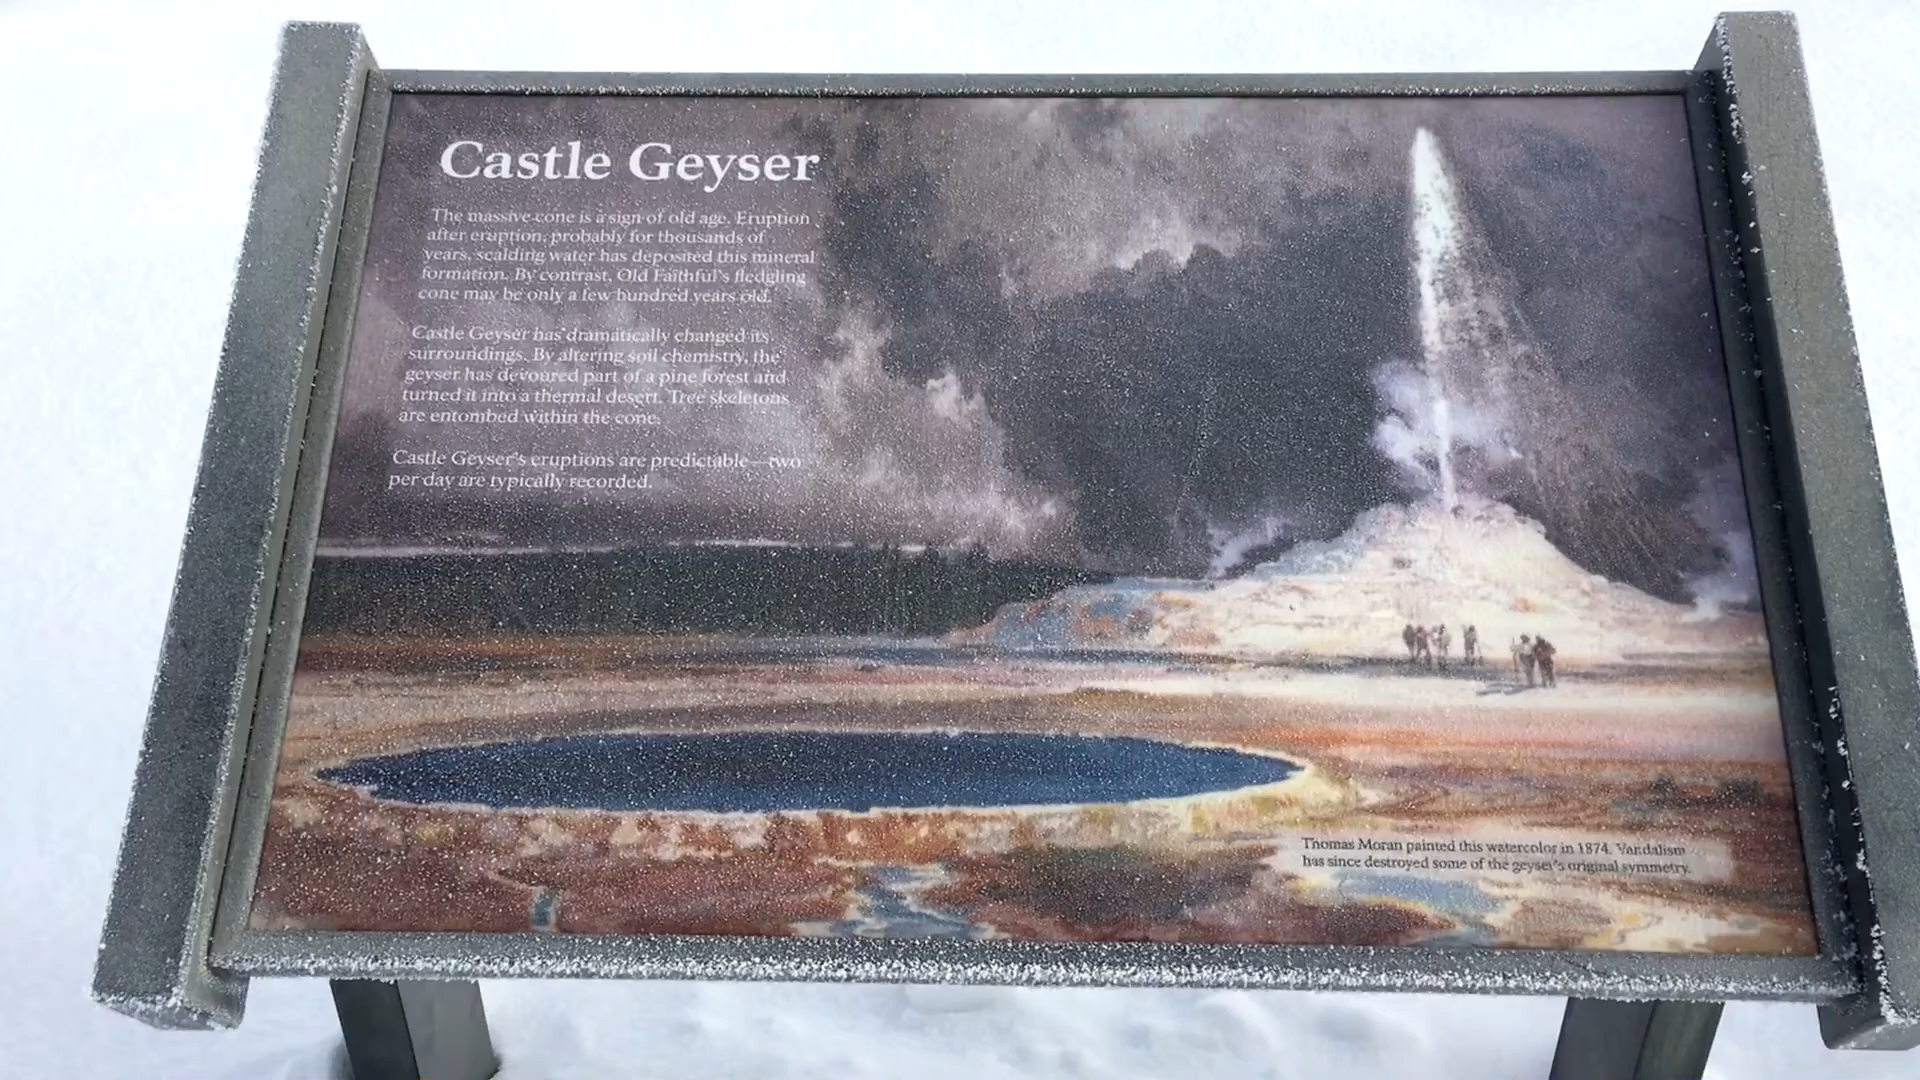 Castle Geyser
The massive cone is a sign of old age. Eruption
after eruption, probably for thousands of
years, scalding water has deposited this mineral
formation. By contrast, Old Faithful's fledgling
cone may be only a few hundred years old.
Castle Geyser has dramatically changed its
surroundings. By altering soil chemistry, the
geyser has devoured part of a pine forest and
turned it into a thermal desert. Tree skeletons
are entombed within the cone.
Castle Geyser's eruptions are predictable—two
per day are typically recorded.
Thomas Moran painted this watercolor in 1874. Vandalism
has since destroyed some of the geyser's original symmetry.